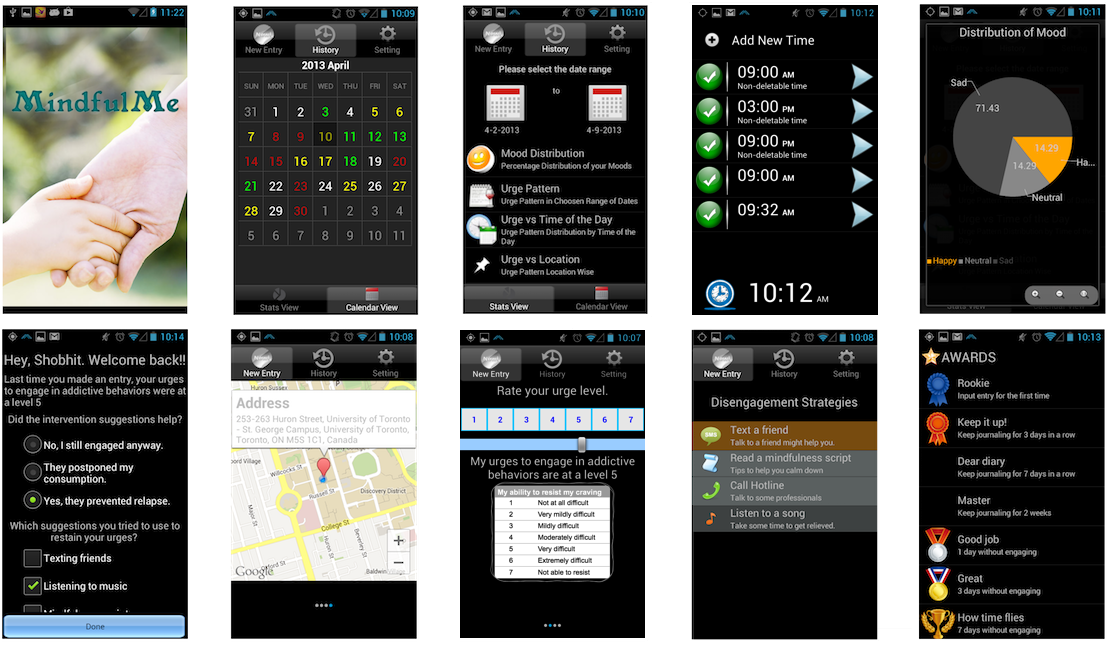 11:22
MindfulMe
10:09
New Entry
History
Setting
2013 April
SUN MON TUE WED THU FRI SAT
31 1 2 3 4 5 6
7 8 9 10 11 12 13
14 15 16 17 18 19 20
21 22 23 24 25 26 27
28 29 30 1 2 3 4
5 6 7 8 9 10 11
Stats View
Calendar View
10:10
New Entry
History
Setting
Please select the date range
to
4-2-2013
4-9-2013
Mood Distribution
Percentage Distribution of your Moods
Urge Pattern
Urge Pattern in Choosen Range of Dates
Urge vs Time of the Day
Urge Pattern Distribution by Time of the
Day
Urge vs Location
Urge Pattern Location Wise
Stats View
Calendar View
10:12
Add New Time
09:00 AM
Non-deletable time
03:00 PM
Non-deletable time
09:00 PM
Non-deletable time
09:00 AM
09:32 AM
10:12 AM
10:11
Distribution of Mood
Sad
71.43
14.29
Ha...
14.29
Neutral
Happy Neutral Sad
10:14
Hey, Shobhit. Welcome back!!
Last time you made an entry, your urges
to engage in addictive behaviors were at
a level 5
Did the intervention suggestions help?
No, I still engaged anyway.
They postponed my
consumption.
Yes, they prevented relapse.
Which suggestions you tried to use to
restain your urges?
Texting friends
Listening to music
Done
10:08
New Entry
History
Setting
Huron Sussex
Address
253-263 Huron Street, University of Toronto
- St. George Campus, University of Toronto,
Toronto, ON M5S 1C1, Canada
Willcocks St
Russell St
Discovery District
Major St
College St
Huron St
Beverley St
Baldwin
Oxford St
Google
10:07
New Entry
History
Setting
Rate your urge level.
1 2 3 4 5 6 7
My urges to engage in addictive
behaviors are at a level 5
My ability to resist my craving
1 Not at all difficult
2 Very mildly difficult
3 Mildly difficult
4 Moderately difficult
5 Very difficult
6 Extremely difficult
7 Not able to resist
10:08
New Entry
History
Setting
Disengagement Strategies
SMS
Text a friend
Talk to a friend might help you.
Read a mindfulness script
Tips to help you calm down
Call Hotline
Talk to some professionals
Listen to a song
Take some time to get relieved.
10:13
AWARDS
Rookie
Input entry for the first time
Keep it up!
Keep journaling for 3 days in a row
Dear diary
Keep journaling for 7 days in a row
Master
Keep journaling for 2 weeks
Good job
1 day without engaging
Great
3 days without engaging
How time flies
7 days without engaging